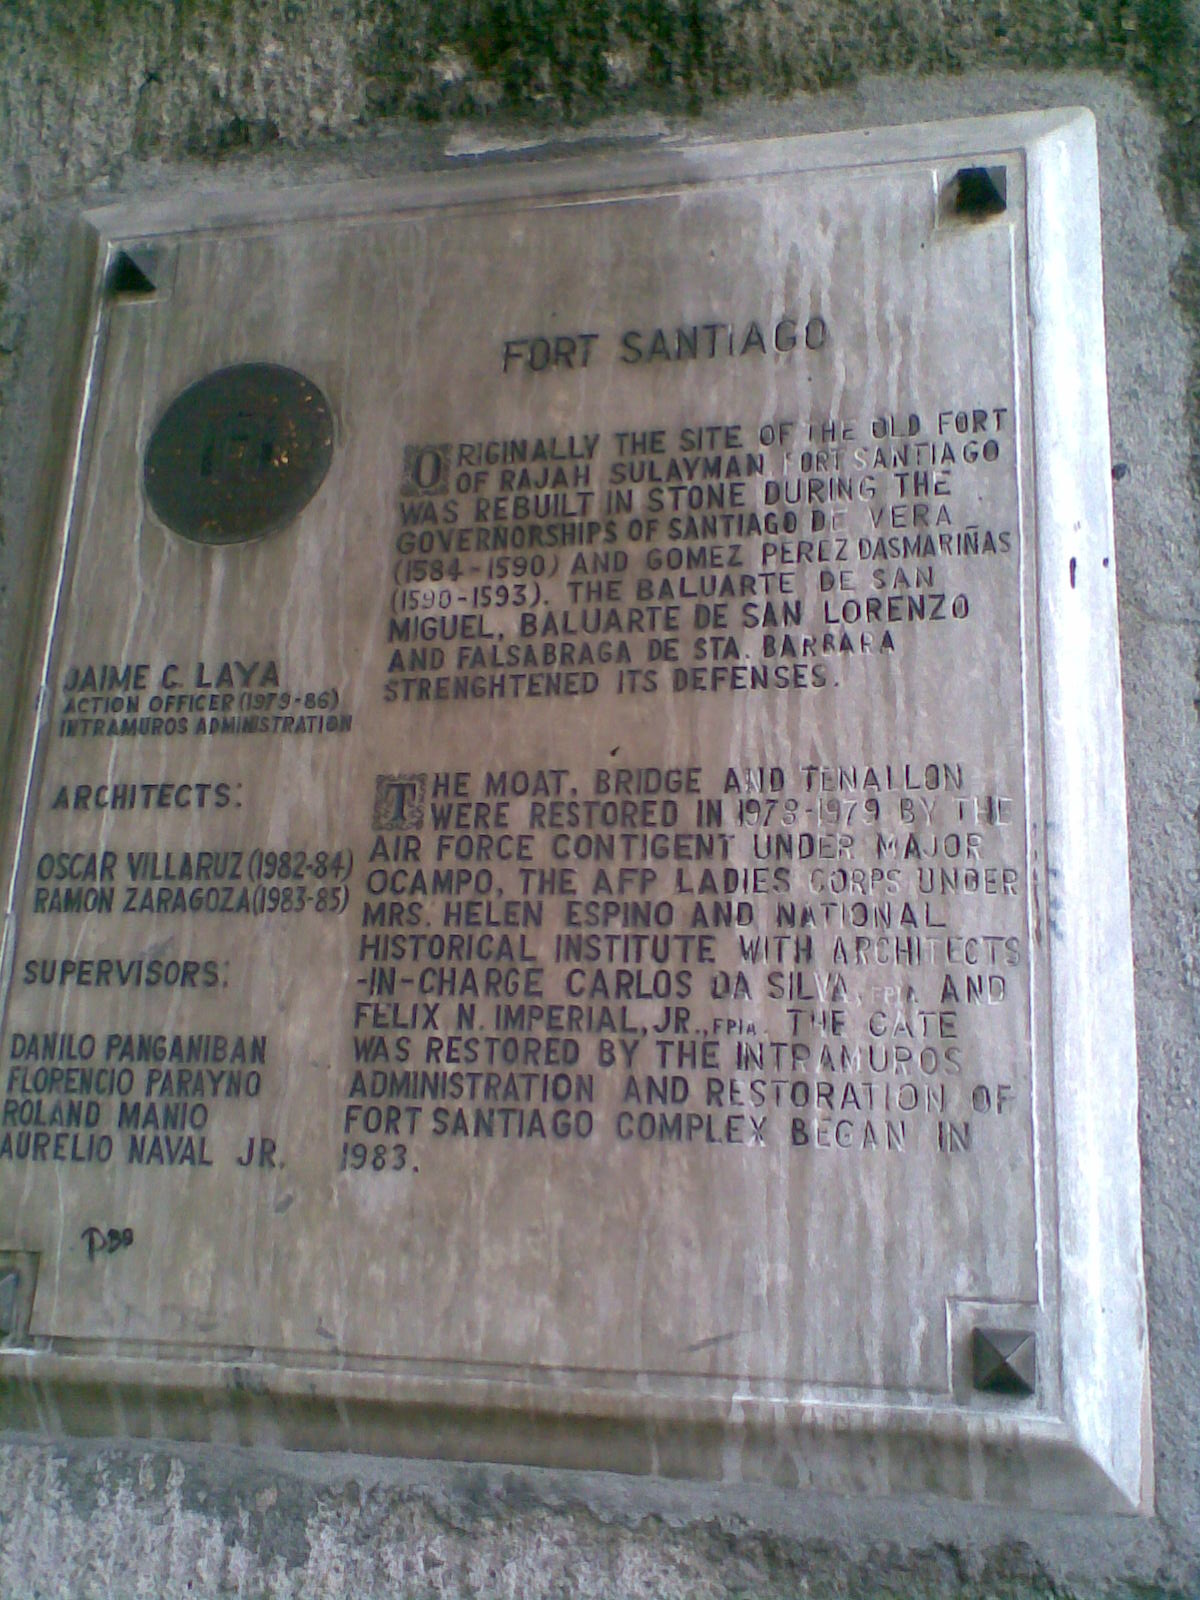 FORT SANTIAGO
ORIGINALLY THE SITE OF THE OLD FORT
OF RAJAH SULAYMAN. FORT SANTIAGO
WAS REBUILT IN STONE DURING THE
GOVERNORSHIPS OF SANTIAGO DE VERA
(1584-1590) AND GOMEZ PEREZ DASMARIÑAS
(1590-1593). THE BALUARTE DE SAN
MIGUEL, BALUARTE DE SAN LORENZO
AND FALSABRAGA DE STA. BARBARA
STRENGHTENED ITS DEFENSES.
THE MOAT, BRIDGE AND TENALLON
WERE RESTORED IN 1978-1979 BY THE
AIR FORCE CONTIGENT UNDER MAJOR
OCAMPO, THE AFP LADIES CORPS UNDER
MRS. HELEN ESPINO AND NATIONAL
HISTORICAL INSTITUTE WITH ARCHITECTS
-IN-CHARGE CARLOS DA SILVA, FPIA. AND
FELIX N. IMPERIAL, JR., FPIA. THE GATE
WAS RESTORED BY THE INTRAMUROS
ADMINISTRATION AND RESTORATION OF
FORT SANTIAGO COMPLEX BEGAN IN
1983.
JAIME C. LAYA
ACTION OFFICER (1979-86)
INTRAMUROS ADMINISTRATION
ARCHITECTS:
OSCAR VILLARUZ (1982-84)
RAMON ZARAGOZA (1983-85)
SUPERVISORS:
DANILO PANGANIBAN
FLORENCIO PARAYNO
ROLAND MANIO
AURELIO NAVAL JR.